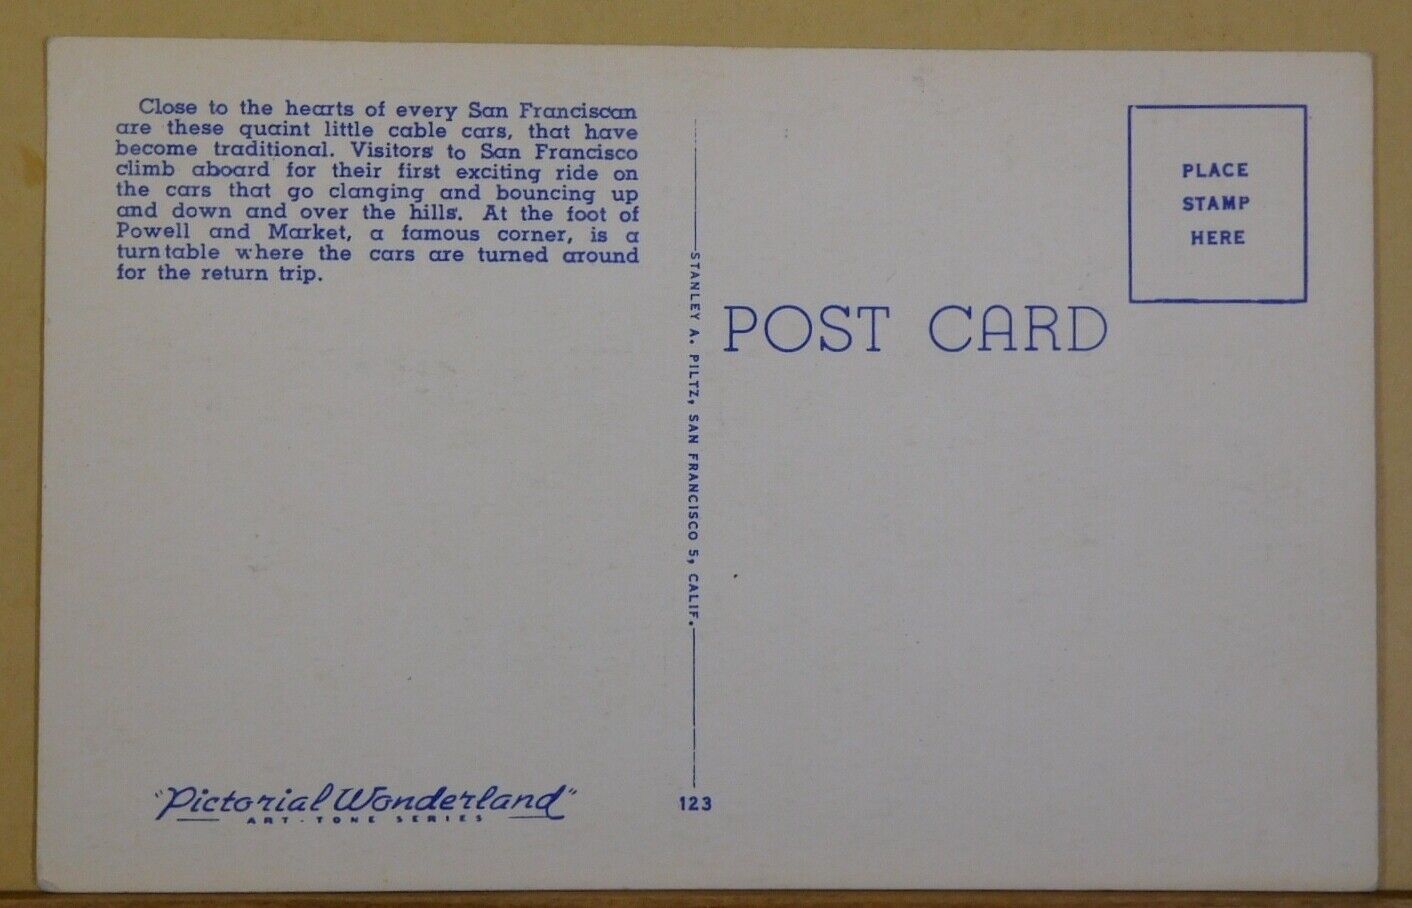 Close to the hearts of every San Franciscan
are these quaint little cable cars, that have
become traditional. Visitors to San Francisco
climb aboard for their first exciting ride on
the cars that go clanging and bouncing up
and down and over the hills. At the foot of
Powell and Market, a famous corner, is a
turntable where the cars are turned around
for the return trip.
"Pictorial Wonderland"
ART-TONE SERIES
STANLEY A. PILTZ, SAN FRANCISCO 5, CALIF.
123
POST CARD
PLACE
STAMP
HERE